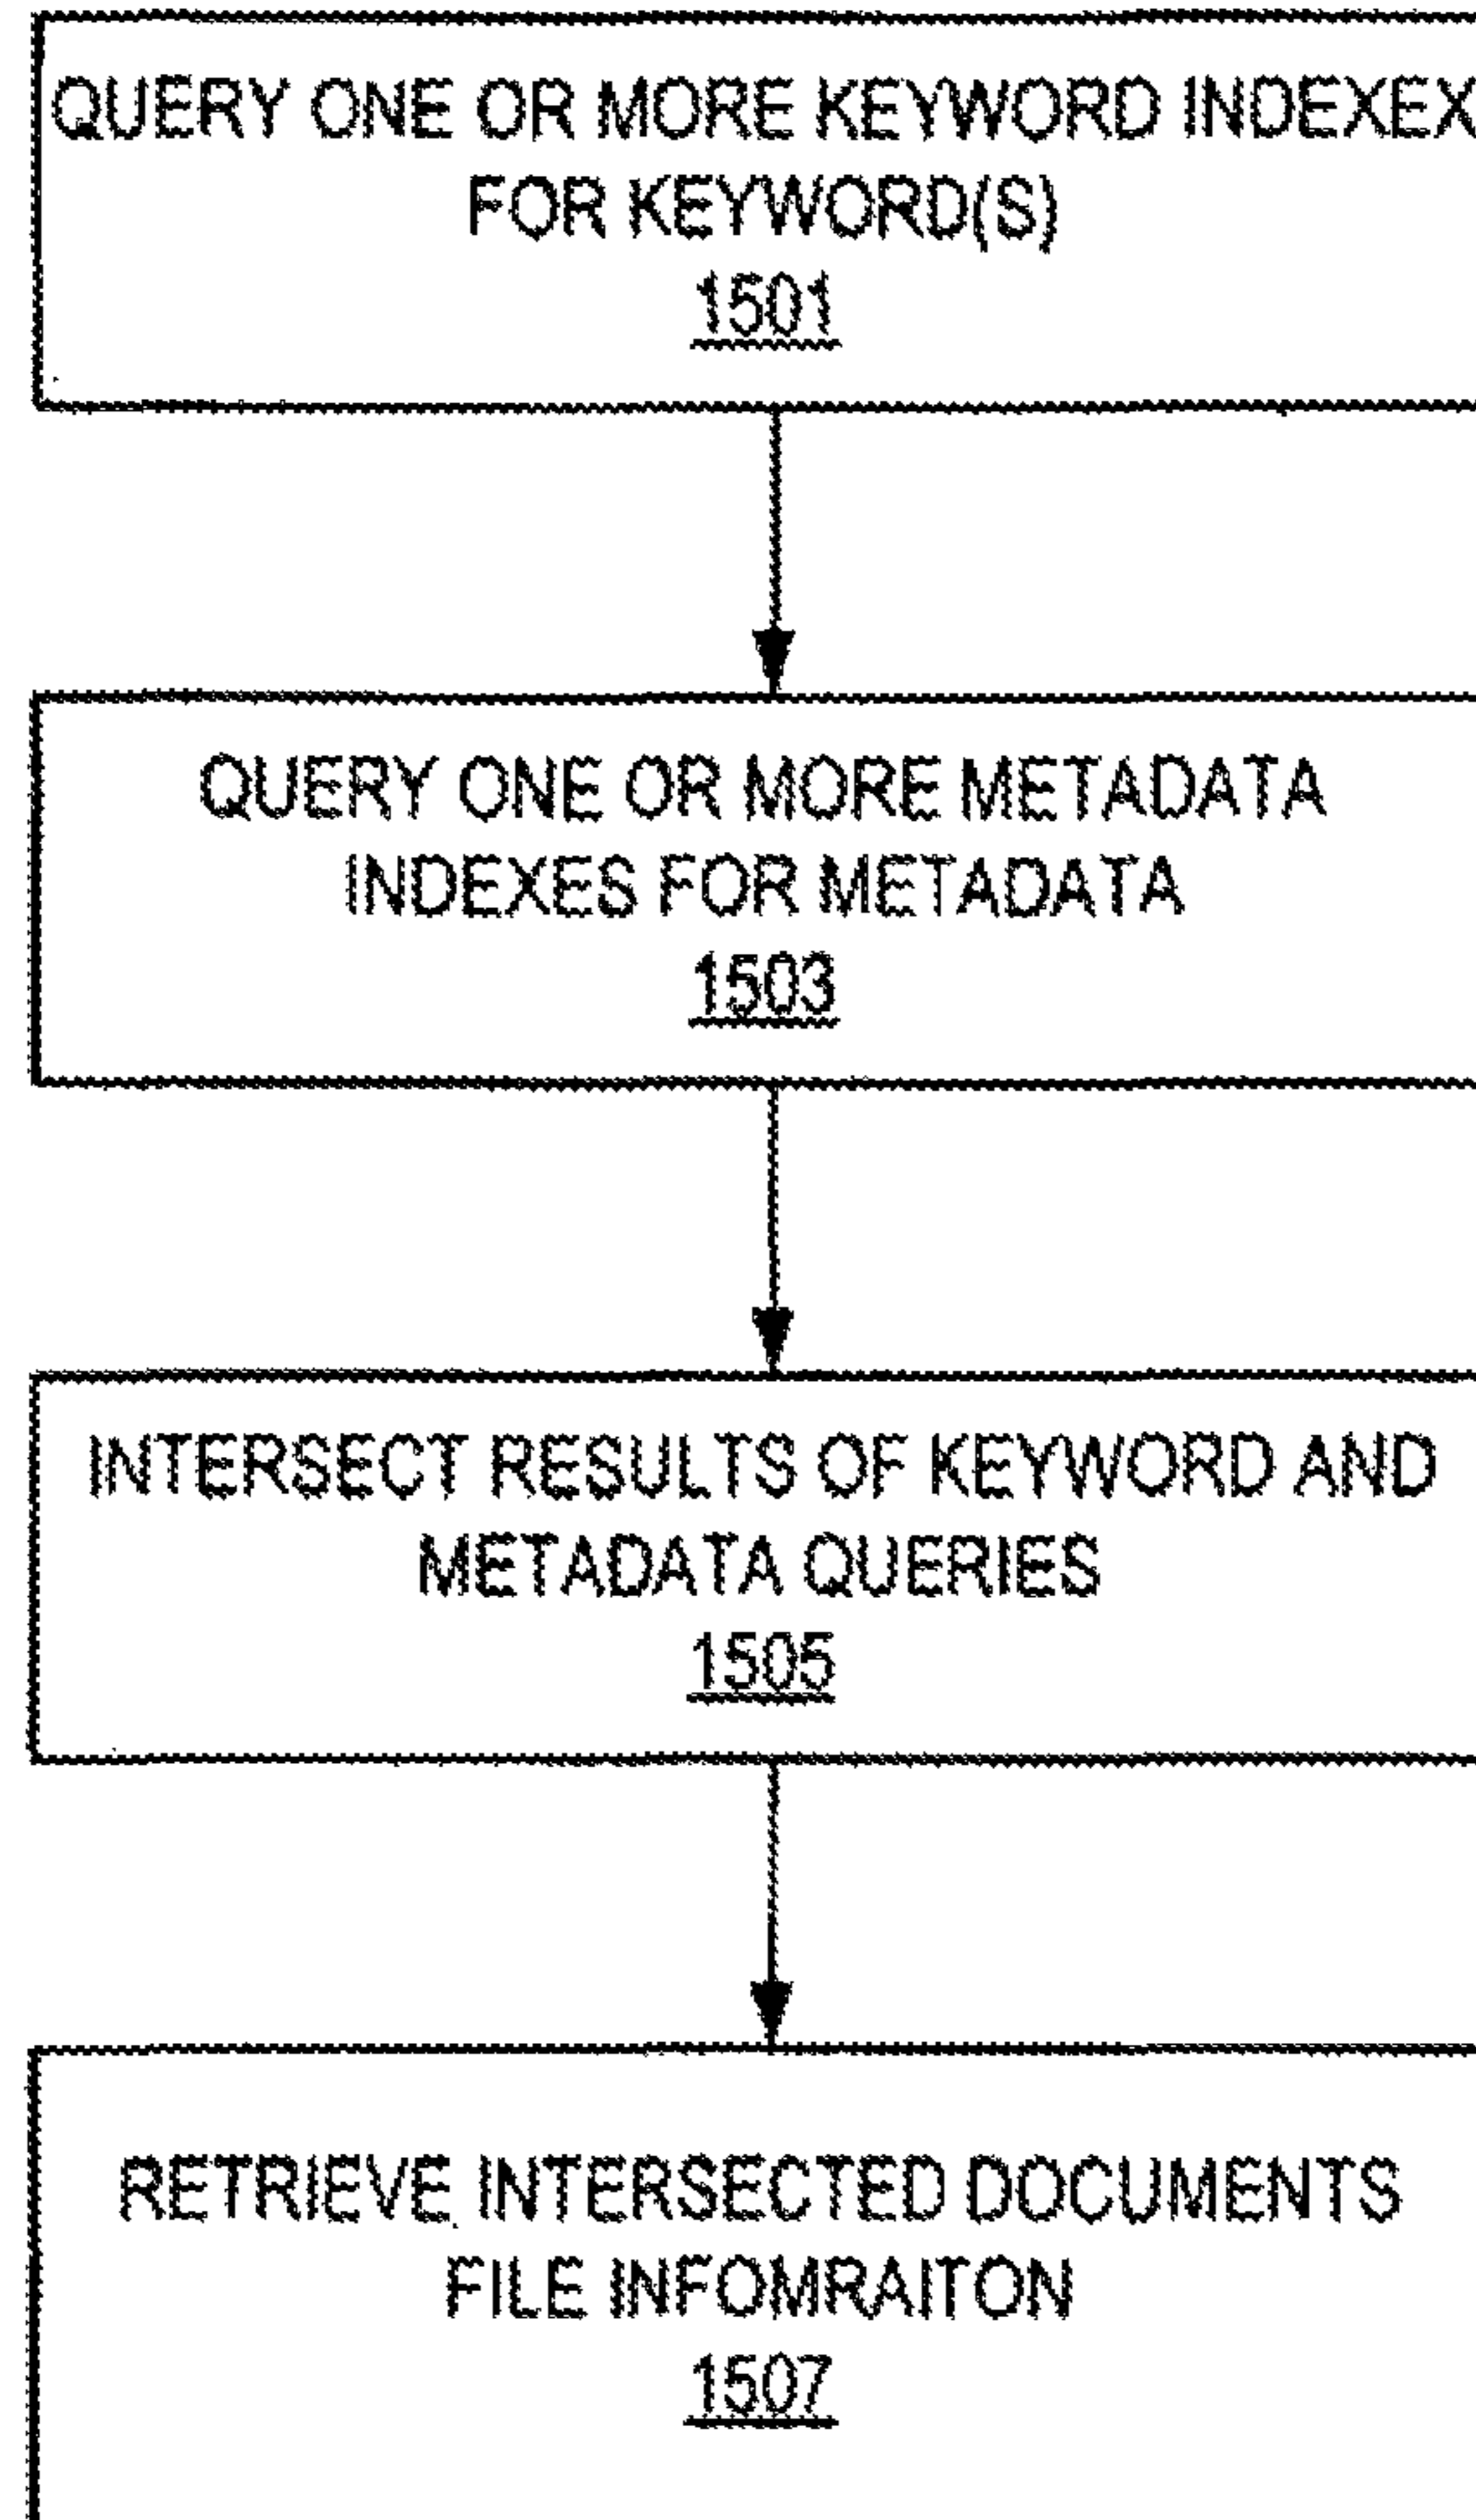 QUERY ONE OR MORE KEYWORD INDEXEX
FOR KEYWORD(S)
1501
QUERY ONE OR MORE METADATA
INDEXES FOR METADATA
1503
INTERSECT RESULTS OF KEYWORD AND
METADATA QUERIES
1505
RETRIEVE INTERSECTED DOCUMENTS
FILE INFOMRAITON
1507